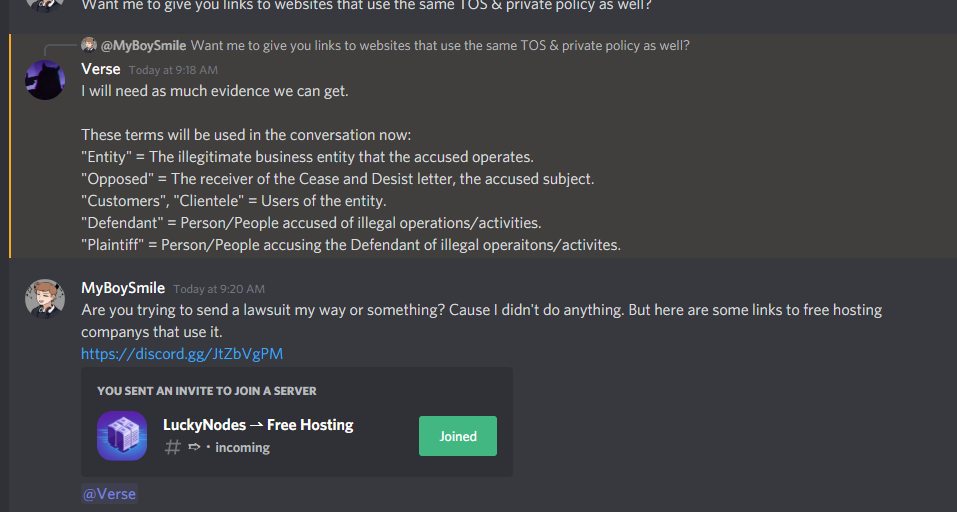 Want me to give you links to websites that use the same TOS & private policy as well?
@MyBoySmile Want me to give you links to websites that use the same TOS & private policy as well?
Verse Today at 9:18 AM
I will need as much evidence we can get.
These terms will be used in the conversation now:
"Entity" = The illegitimate business entity that the accused operates.
"Opposed" = The receiver of the Cease and Desist letter, the accused subject.
"Customers", "Clientele" = Users of the entity.
"Defendant" = Person/People accused of illegal operations/activities.
"Plaintiff" = Person/People accusing the Defendant of illegal operaitons/activites.
MyBoySmile Today at 9:20 AM
Are you trying to send a lawsuit my way or something? Cause I didn't do anything. But here are some links to free hosting
companys that use it.
https://discord.gg/JtZbVgPM
YOU SENT AN INVITE TO JOIN A SERVER
LuckyNodes ⇀ Free Hosting
# ➯ • incoming
Joined
@Verse